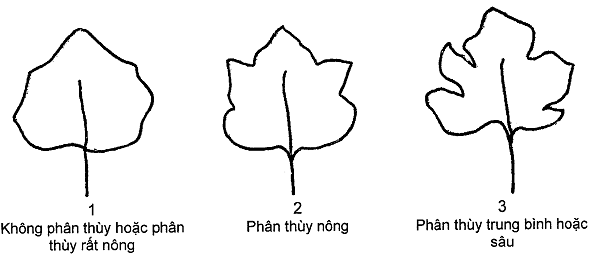 1
Không phân thùy hoặc phân
thùy rất nông
2
Phân thùy nông
3
Phân thùy trung bình hoặc
sâu